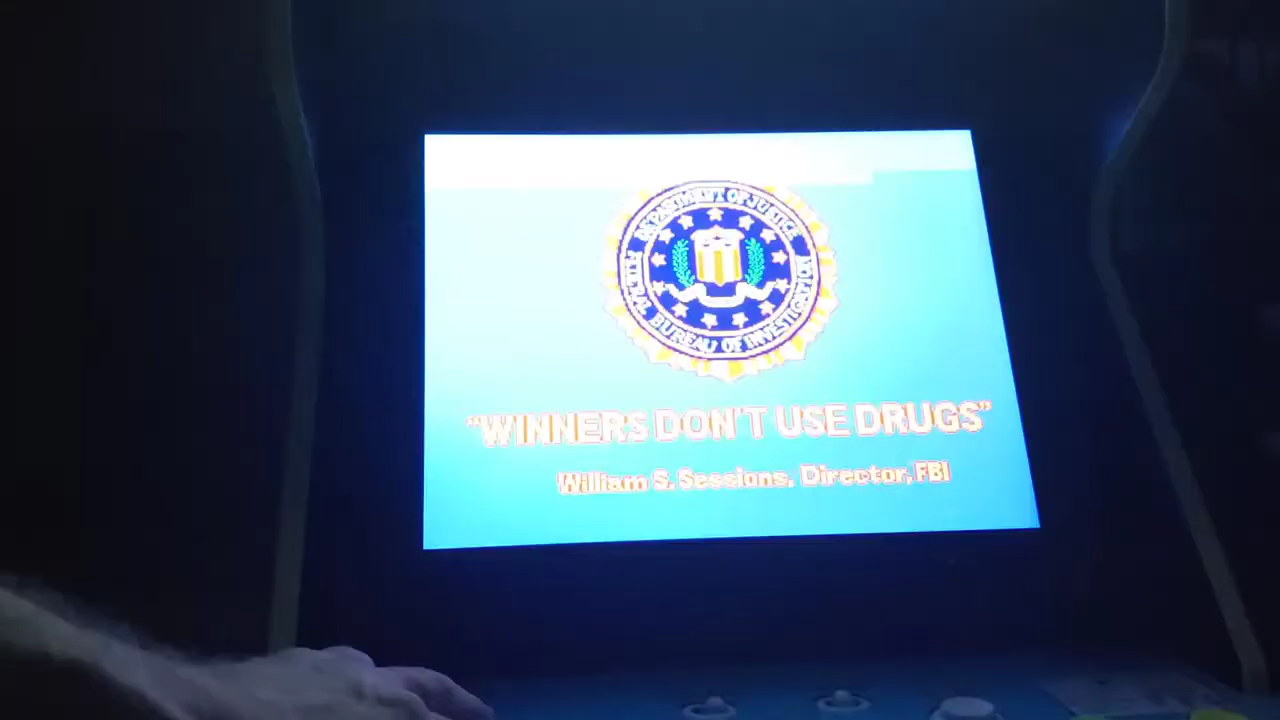 DEPARTMENT OF JUSTICE
FEDERAL BUREAU OF INVESTIGATION
"WINNERS DON'T USE DRUGS"
William S. Sessions, Director, FBI